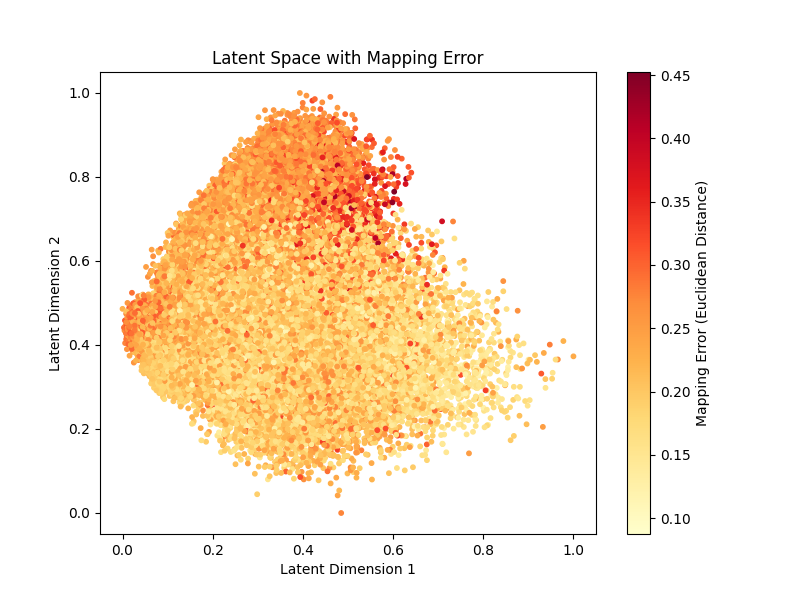 Latent Space with Mapping Error
Latent Dimension 2
1.0
0.8
0.6
0.4
0.2
0.0
0.0 0.2 0.4 0.6 0.8 1.0
Latent Dimension 1
0.45
0.40
0.35
0.30
0.25
0.20
0.15
0.10
Mapping Error (Euclidean Distance)